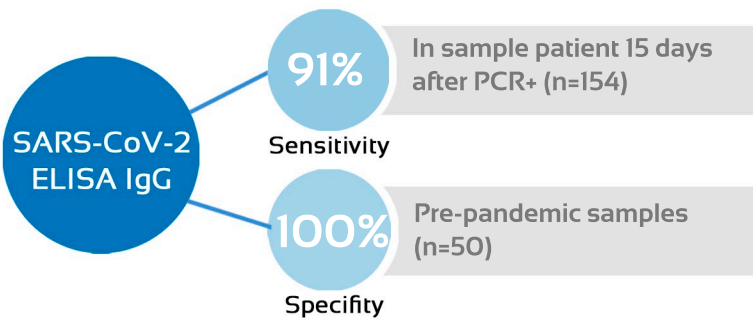 SARS-CoV-2
ELISA IgG
91%
Sensitivity
In sample patient 15 days
after PCR+ (n=154)
100%
Specifity
Pre-pandemic samples
(n=50)